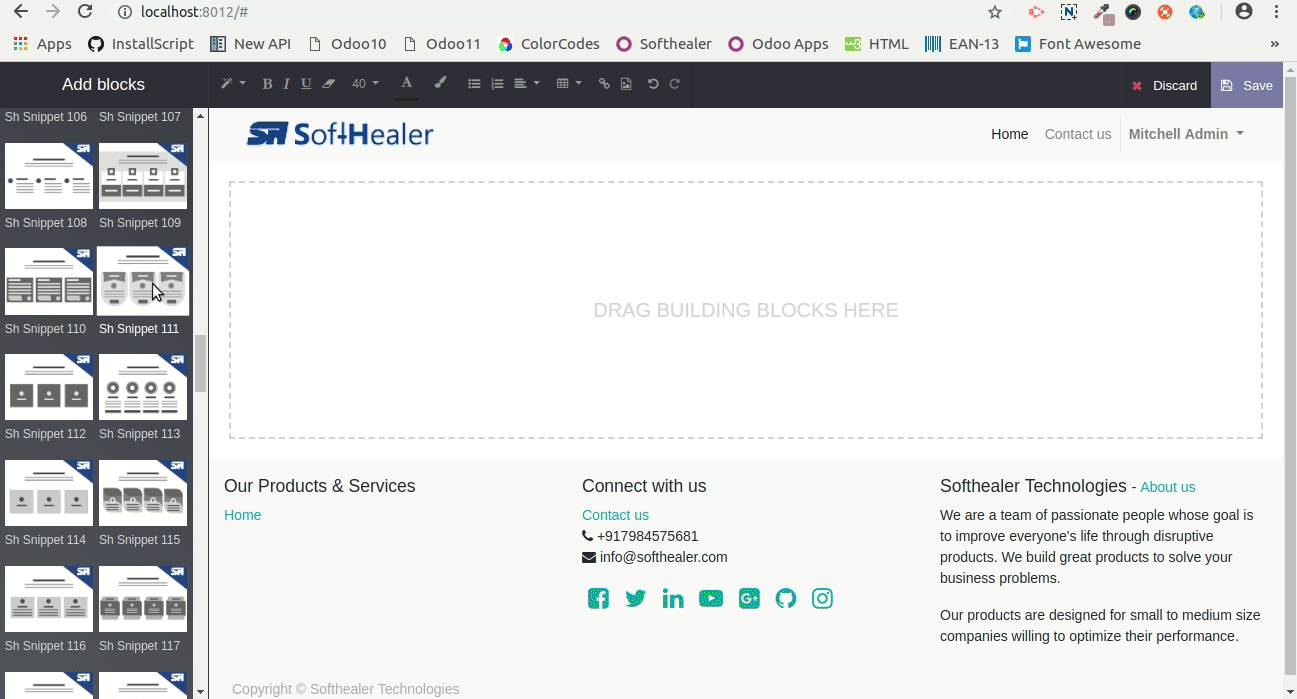 localhost:8012/#
Apps InstallScript New API Odoo10 Odoo11 ColorCodes Softhealer Odoo Apps HTML EAN-13 Font Awesome »
Add blocks
B I U 40 A
Discard Save
Sh Snippet 106 Sh Snippet 107
Sh Snippet 108 Sh Snippet 109
Sh Snippet 110 Sh Snippet 111
Sh Snippet 112 Sh Snippet 113
Sh Snippet 114 Sh Snippet 115
Sh Snippet 116 Sh Snippet 117
SoftHealer
Home Contact us Mitchell Admin
DRAG BUILDING BLOCKS HERE
Our Products & Services
Home
Connect with us
Contact us
+917984575681
info@softhealer.com
Softhealer Technologies - About us
We are a team of passionate people whose goal is
to improve everyone's life through disruptive
products. We build great products to solve your
business problems.
Our products are designed for small to medium size
companies willing to optimize their performance.
Copyright © Softhealer Technologies